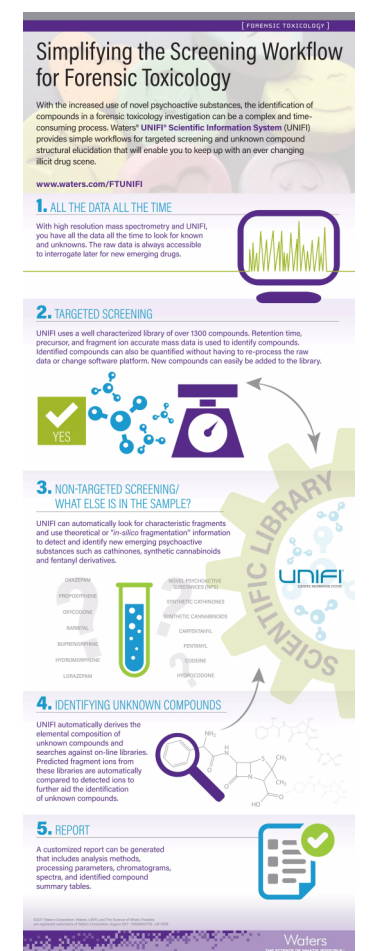 [ FORENSIC TOXICOLOGY ]
Simplifying the Screening Workflow
for Forensic Toxicology
With the increased use of novel psychoactive substances, the identification of
compounds in a forensic toxicology investigation can be a complex and time-
consuming process. Waters® UNIFI® Scientific Information System (UNIFI)
provides simple workflows for targeted screening and unknown compound
structural elucidation that will enable you to keep up with an ever changing
illicit drug scene.
www.waters.com/FTUNIFI
1. ALL THE DATA ALL THE TIME
With high resolution mass spectrometry and UNIFI,
you have all the data all the time to look for known
and unknowns. The raw data is always accessible
to interrogate later for new emerging drugs.
2. TARGETED SCREENING
UNIFI uses a well characterized library of over 1300 compounds. Retention time,
precursor, and fragment ion accurate mass data is used to identify compounds.
Identified compounds can also be quantified without having to re-process the raw
data or change software platform. New compounds can easily be added to the library.
YES
3. NON-TARGETED SCREENING/
WHAT ELSE IS IN THE SAMPLE?
UNIFI can automatically look for characteristic fragments
and use theoretical or "in-silico fragmentation" information
to detect and identify new emerging psychoactive
substances such as cathinones, synthetic cannabinoids
and fentanyl derivatives.
SCIENTIFIC LIBRARY
UNIFI
SCIENTIFIC INFORMATION SYSTEM
SCIENTIFIC LIBRARY
OXAZEPAM
PROPOXYPHENE
OXYCODONE
BARBITAL
BUPRENORPHINE
HYDROMORPHONE
LORAZEPAM
? ? ?
NOVEL PSYCHOACTIVE
SUBSTANCES (NPS)
SYNTHETIC CATHINONES
SYNTHETIC CANNABINOIDS
CARFENTANYL
FENTANYL
CODEINE
HYDROCODONE
4. IDENTIFYING UNKNOWN COMPOUNDS
UNIFI automatically derives the
elemental composition of
unknown compounds and
searches against on-line libraries.
Predicted fragment ions from
these libraries are automatically
compared to detected ions to
further aid the identification
of unknown compounds.
NH₂
H
N
S
CH₃
CH₃
O
N
O
O
HO
5. REPORT
A customized report can be generated
that includes analysis methods,
processing parameters, chromatograms,
spectra, and identified compound
summary tables.
Waters